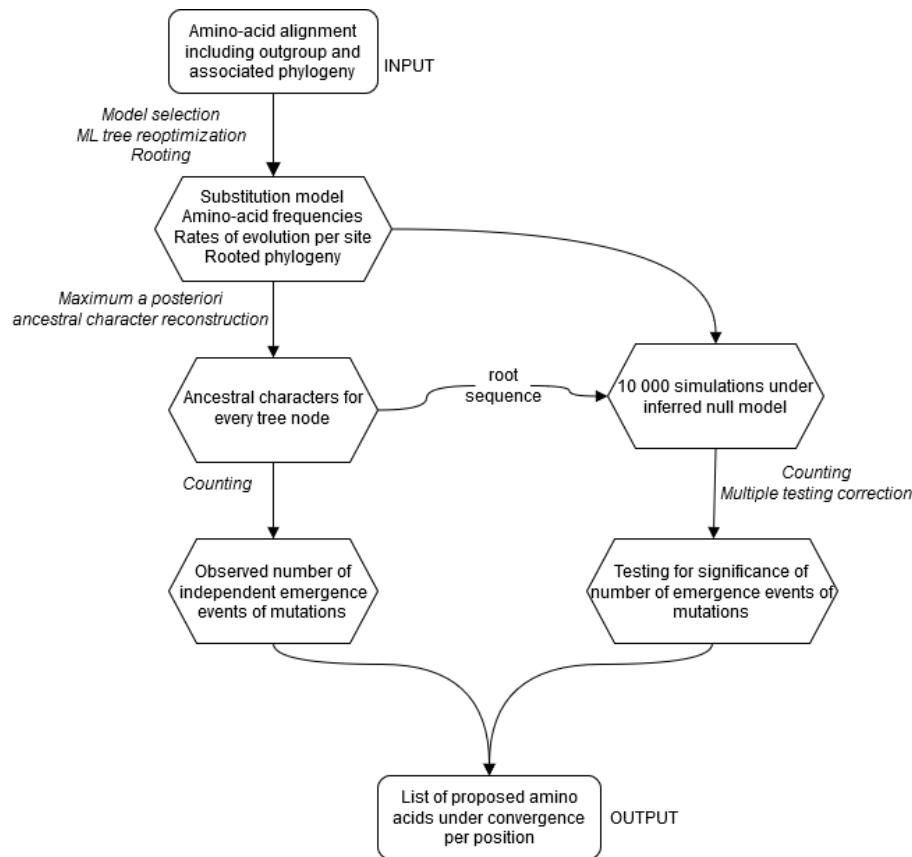 Amino-acid alignment
including outgroup and
associated phylogeny
INPUT
Model selection
ML tree reoptimization
Rooting
Substitution model
Amino-acid frequencies
Rates of evolution per site
Rooted phylogeny
Maximum a posteriori
ancestral character reconstruction
Ancestral characters for
every tree node
root
sequence
10 000 simulations under
inferred null model
Counting
Counting
Multiple testing correction
Observed number of
independent emergence
events of mutations
Testing for significance of
number of emergence events of
mutations
List of proposed amino
acids under convergence
per position
OUTPUT